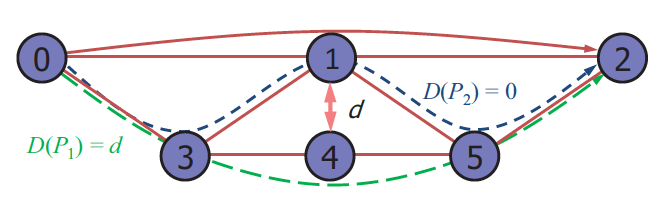 0
1
2
D(P₂) = 0
d
D(P₁) = d
3
4
5